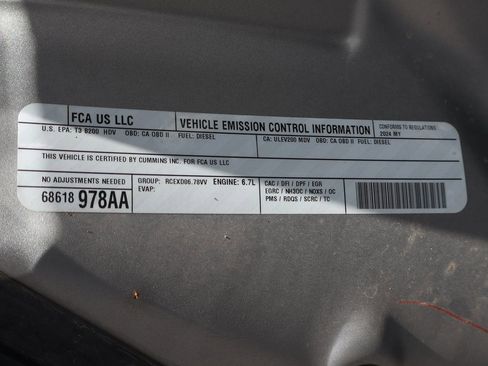 FCA US LLC
VEHICLE EMISSION CONTROL INFORMATION
CONFORMS TO REGULATIONS:
2024 MY
U.S. EPA: T3 B200 HDV OBD: CA OBD II FUEL: DIESEL
CA: ULEV200 MDV OBD: CA OBD II FUEL: DIESEL
THIS VEHICLE IS CERTIFIED BY CUMMINS INC. FOR FCA US LLC
NO ADJUSTMENTS NEEDED
68618 978AA
GROUP: RCEXD06.78VV ENGINE: 6.7L
EVAP:
CAC / DFI / DPF / EGR
EGRC / NH3OC / NOXS / OC
PMS / RDQS / SCRC / TC